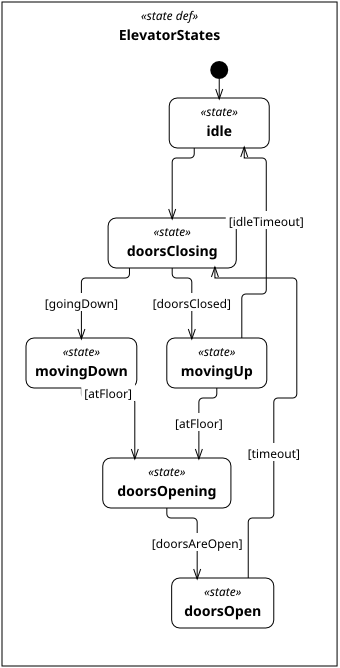 «state def»
ElevatorStates
«state»
idle
[idleTimeout]
«state»
doorsClosing
[goingDown]
[doorsClosed]
«state»
movingDown
«state»
movingUp
[atFloor]
[atFloor]
[timeout]
«state»
doorsOpening
[doorsAreOpen]
«state»
doorsOpen